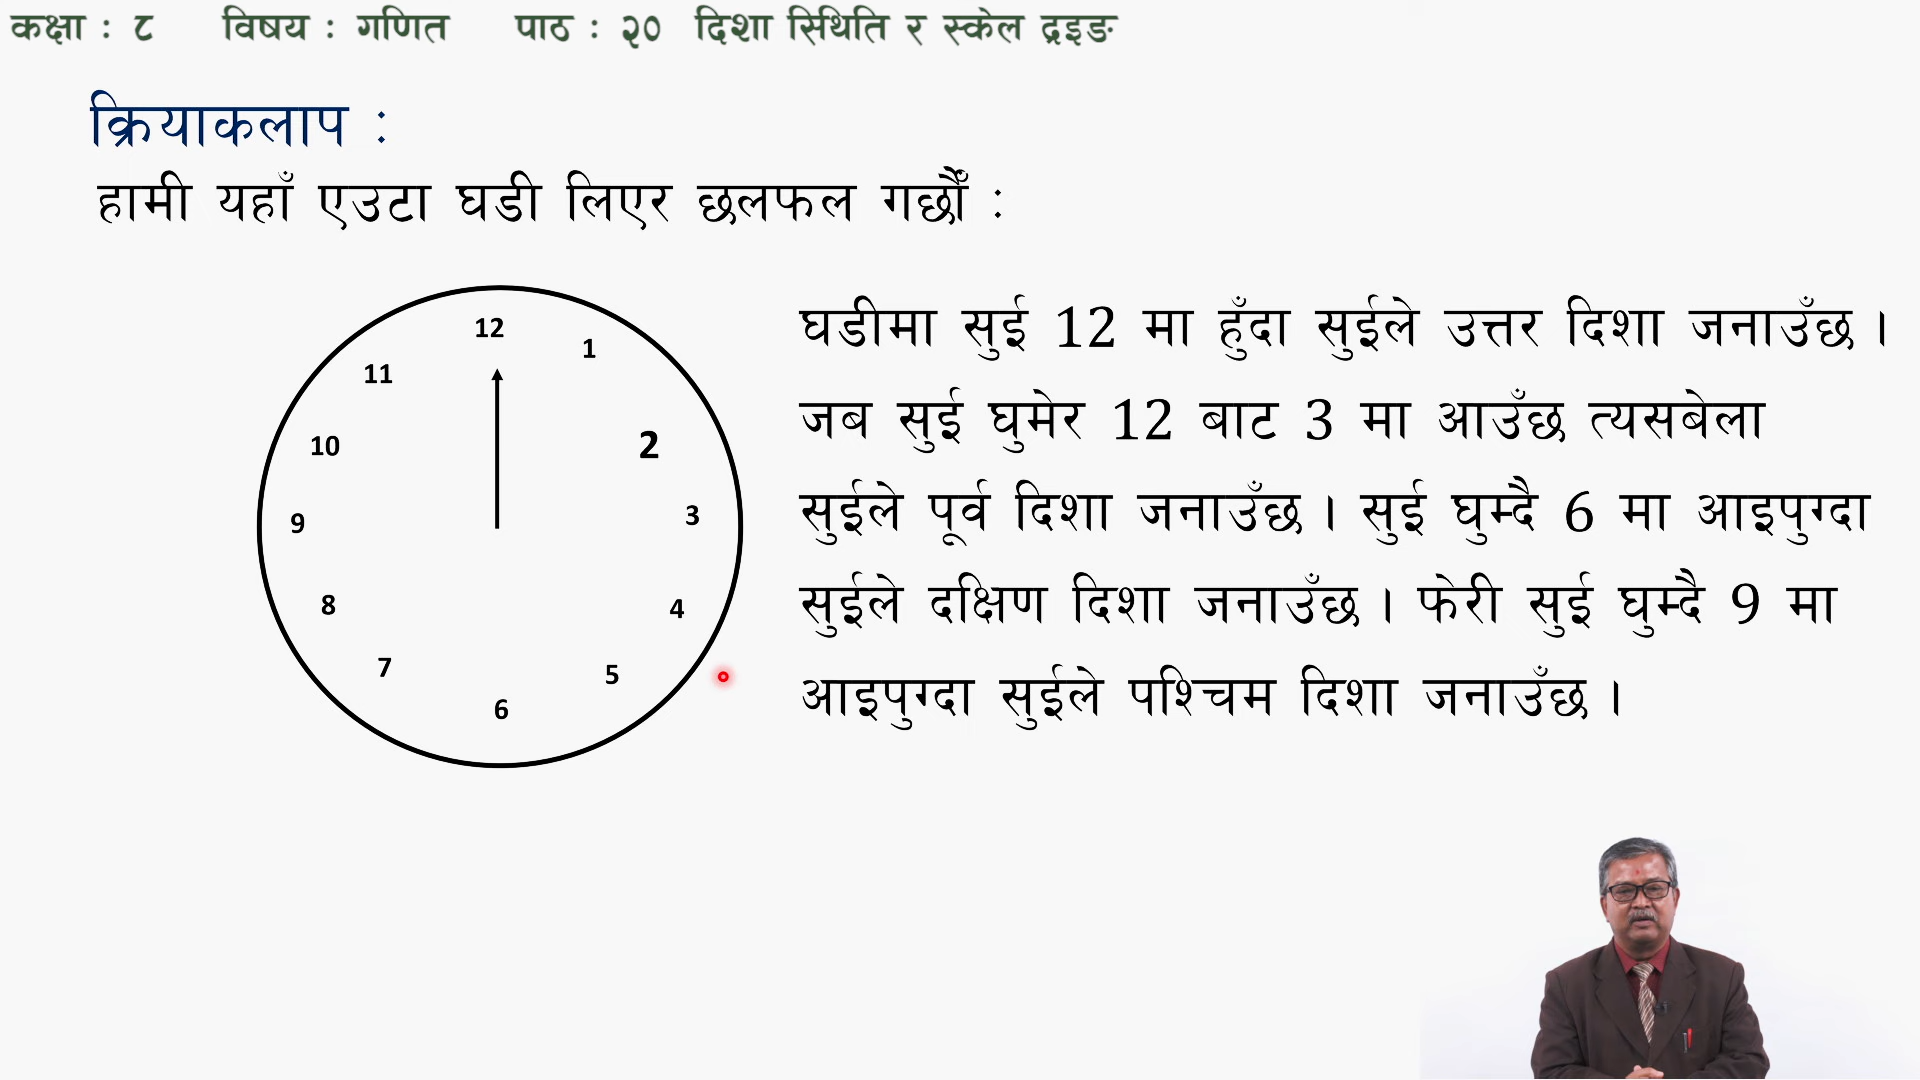 कक्षा : ८ विषय : गणित पाठ : २० दिशा स्थिति र स्केल द्रइङ
क्रियाकलाप :
हामी यहाँ एउटा घडी लिएर छलफल गर्छौँ :
12
1
11
2
10
3
9
4
8
5
7
6
घडीमा सुई 12 मा हुँदा सुईले उत्तर दिशा जनाउँछ ।
जब सुई घुमेर 12 बाट 3 मा आउँछ त्यसबेला
सुईले पूर्व दिशा जनाउँछ । सुई घुम्दै 6 मा आइपुग्दा
सुईले दक्षिण दिशा जनाउँछ । फेरी सुई घुम्दै 9 मा
आइपुग्दा सुईले पश्चिम दिशा जनाउँछ ।